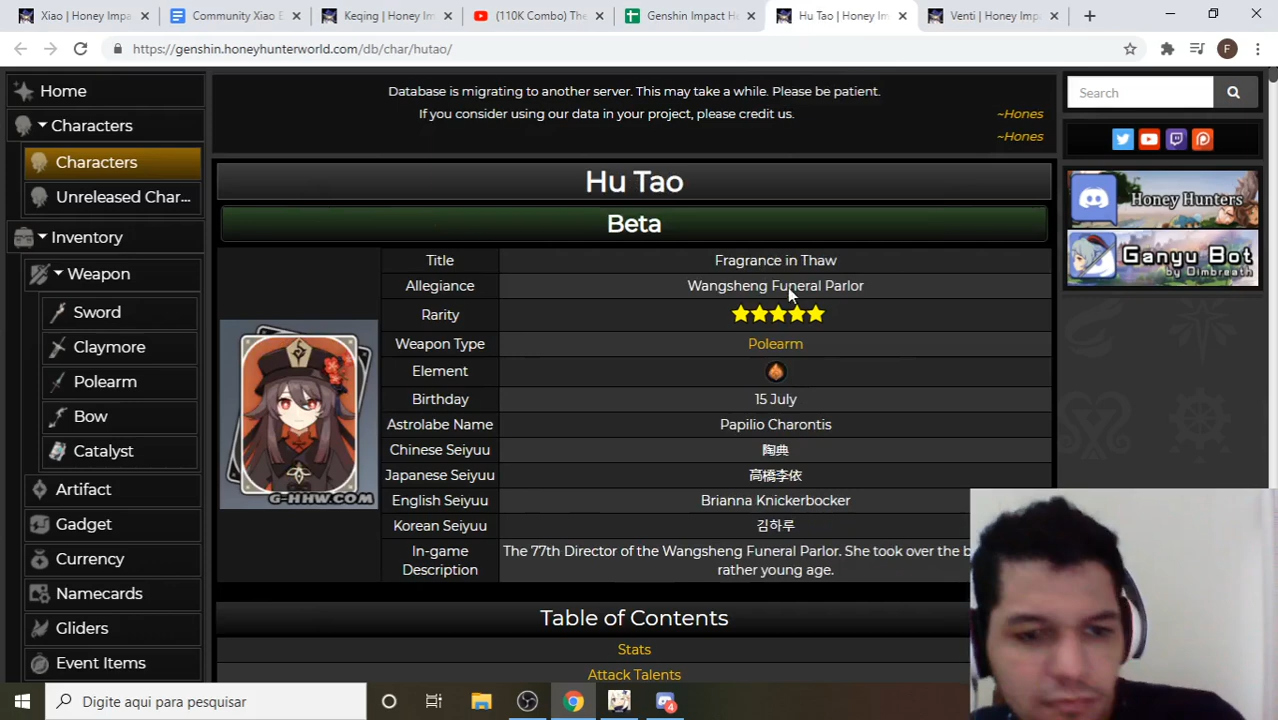 Xiao | Honey Impa
Community Xiao E
Keqing | Honey Im
(110K Combo) The
Genshin Impact H
Hu Tao | Honey Im
Venti | Honey Imp
https://genshin.honeyhunterworld.com/db/char/hutao/
F
Home
Characters
Characters
Unreleased Char...
Inventory
Weapon
Sword
Claymore
Polearm
Bow
Catalyst
Artifact
Gadget
Currency
Namecards
Gliders
Event Items
Database is migrating to another server. This may take a while. Please be patient.
If you consider using our data in your project, please credit us.
~Hones
~Hones
Hu Tao
Beta
Title Fragrance in Thaw
Allegiance Wangsheng Funeral Parlor
Rarity
Weapon Type Polearm
Element
Birthday 15 July
Astrolabe Name Papilio Charontis
Chinese Seiyuu 陶典
Japanese Seiyuu 高橋李依
English Seiyuu Brianna Knickerbocker
Korean Seiyuu 김하루
In-game Description The 77th Director of the Wangsheng Funeral Parlor. She took over the b
rather young age.
G-HHW.COM
Table of Contents
Stats
Attack Talents
Search
Honey Hunters
Ganyu Bot
by Dimbreath
Digite aqui para pesquisar
4